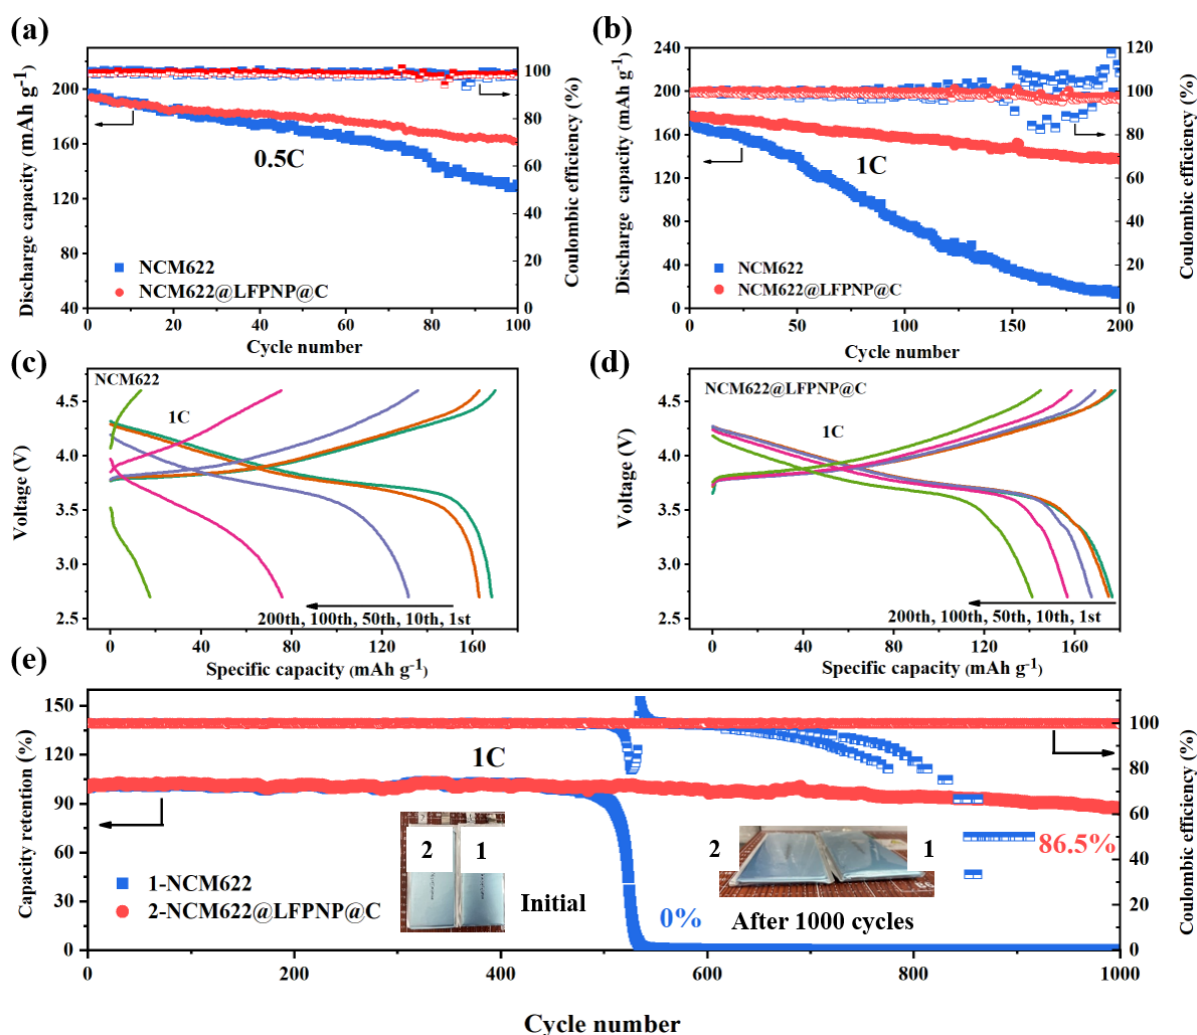 (a)
Discharge capacity (mAh g-1)
240
200
160
120
80
40
0.5C
NCM622
NCM622@LFPNP@C
0
20
40
60
80
100
Cycle number
100
80
60
40
20
0
Coulombic efficiency (%)
(b)
Discharge capacity (mAh g-1)
240
200
160
120
80
40
0
1C
NCM622
NCM622@LFPNP@C
0
50
100
150
200
Cycle number
120
100
80
60
40
20
0
Coulombic efficiency (%)
(c)
NCM622
1C
Voltage (V)
4.5
4.0
3.5
3.0
2.5
200th, 100th, 50th, 10th, 1st
0
40
80
120
160
Specific capacity (mAh g-1)
(d)
NCM622@LFPNP@C
1C
Voltage (V)
4.5
4.0
3.5
3.0
2.5
200th, 100th, 50th, 10th, 1st
0
40
80
120
160
Specific capacity (mAh g-1)
(e)
Capacity retention (%)
150
120
90
60
30
0
1C
1-NCM622
2-NCM622@LFPNP@C
2
1
Initial
0%
2
1
After 1000 cycles
86.5%
0
200
400
600
800
1000
Cycle number
100
80
60
40
20
0
Coulombic efficiency (%)